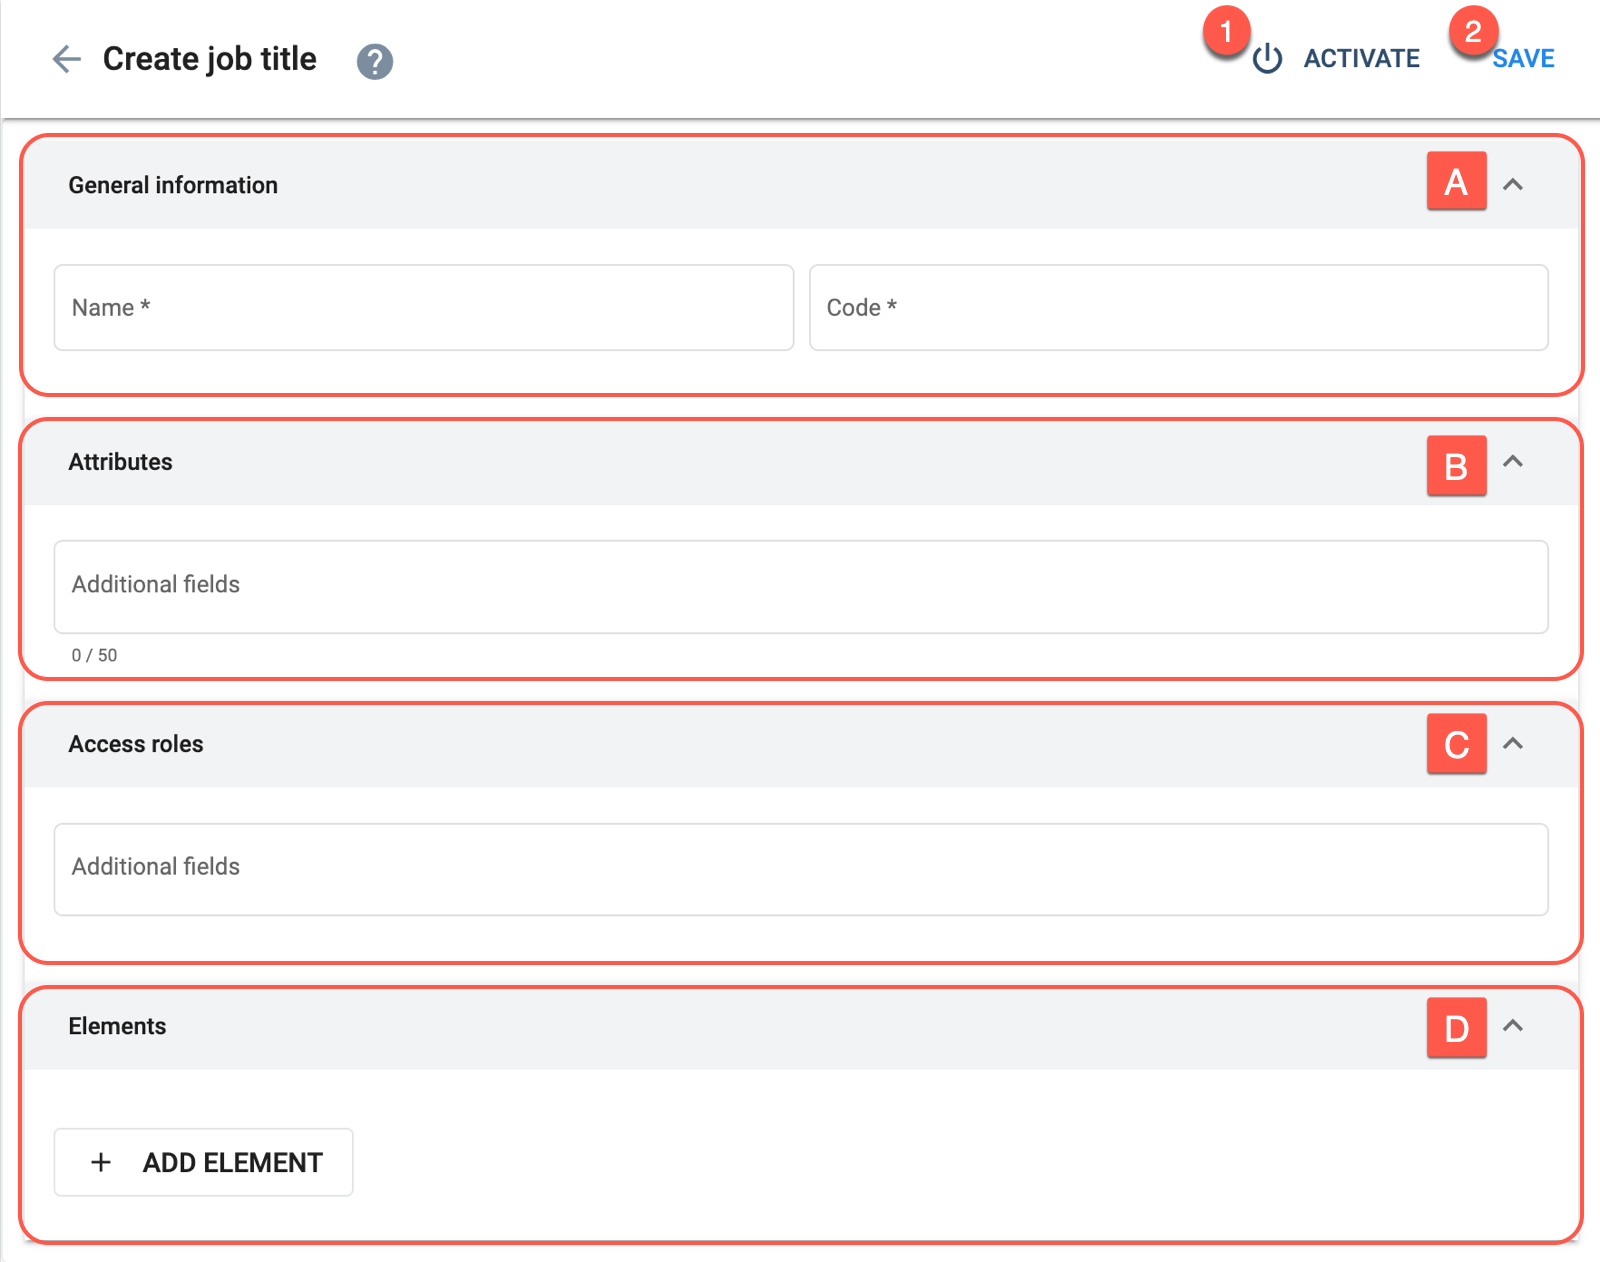 Create job title ?
1 ACTIVATE 2 SAVE
General information A
Name * Code *
Attributes B
Additional fields
0 / 50
Access roles C
Additional fields
Elements D
+ ADD ELEMENT